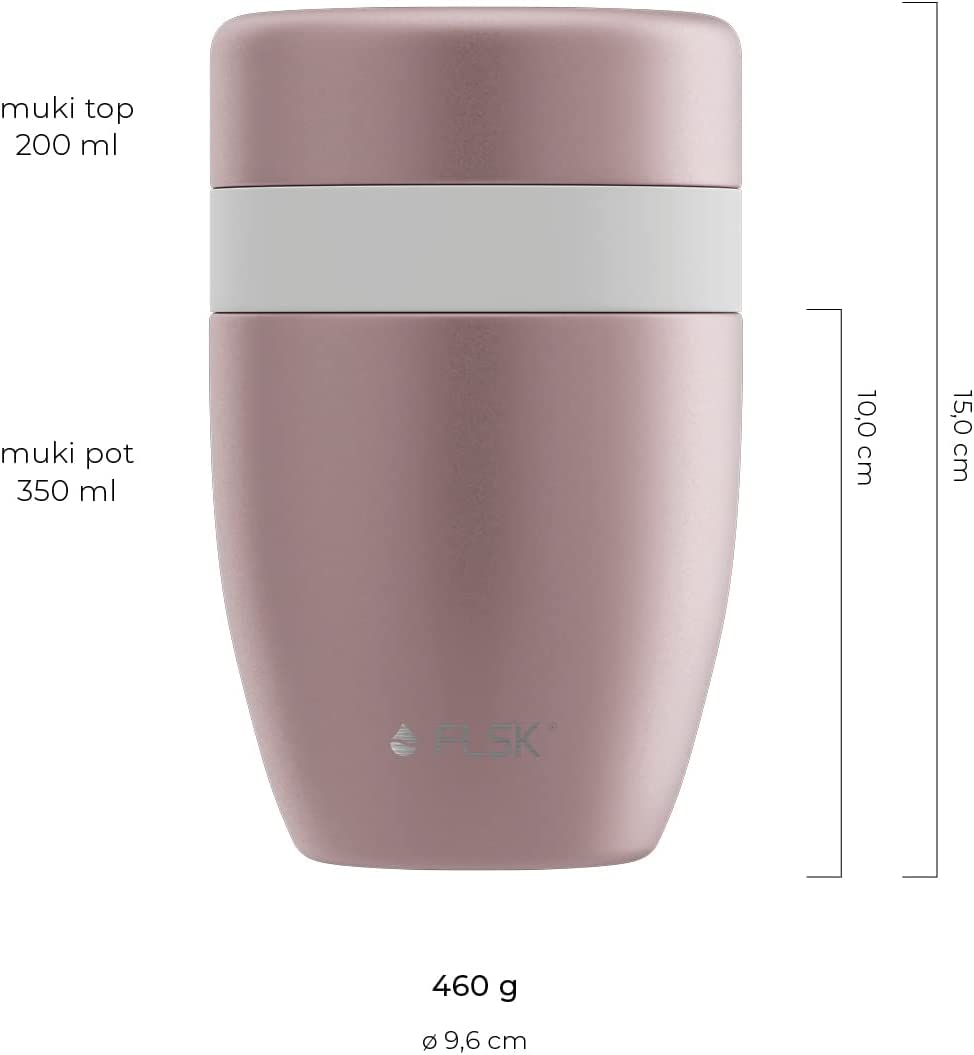 muki top
200 ml
muki pot
350 ml
10,0 cm
15,0 cm
FLSK®
460 g
ø 9,6 cm